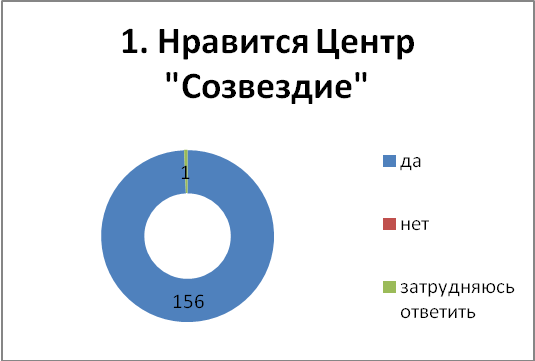 1. Нравится Центр
"Созвездие"
1
156
да
нет
затрудняюсь
ответить